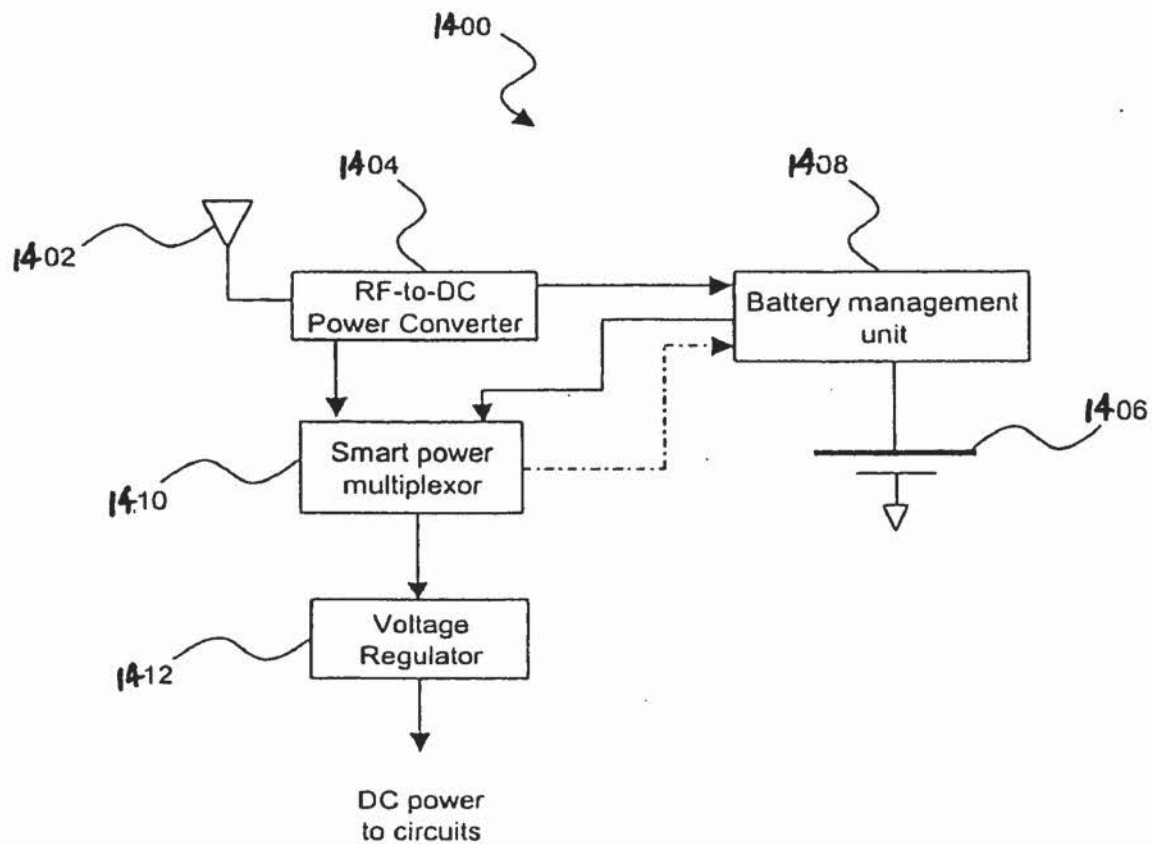 1400
1404
1408
1402
RF-to-DC
Power Converter
Battery management
unit
1406
Smart power
multiplexor
1410
Voltage
Regulator
1412
DC power
to circuits